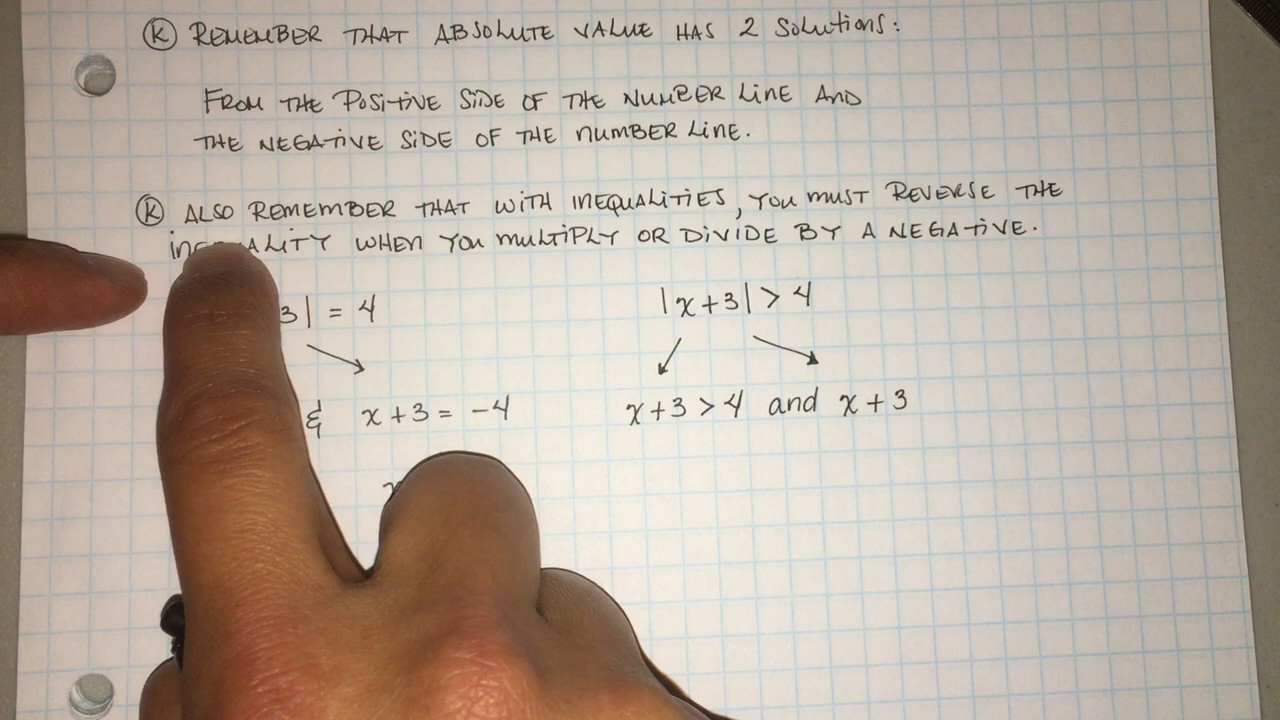 Ⓚ REMEMBER THAT ABSOLUTE VALUE HAS 2 SOLUTIONS:
FROM THE POSITIVE SIDE OF THE NUMBER LINE AND
THE NEGATIVE SIDE OF THE NUMBER LINE.
Ⓡ ALSO REMEMBER THAT WITH INEQUALITIES, YOU MUST REVERSE THE
INEQUALITY WHEN YOU MULTIPLY OR DIVIDE BY A NEGATIVE.
3| = 4 |x+3| > 4
& x+3 = -4 x+3 > 4 and x+3